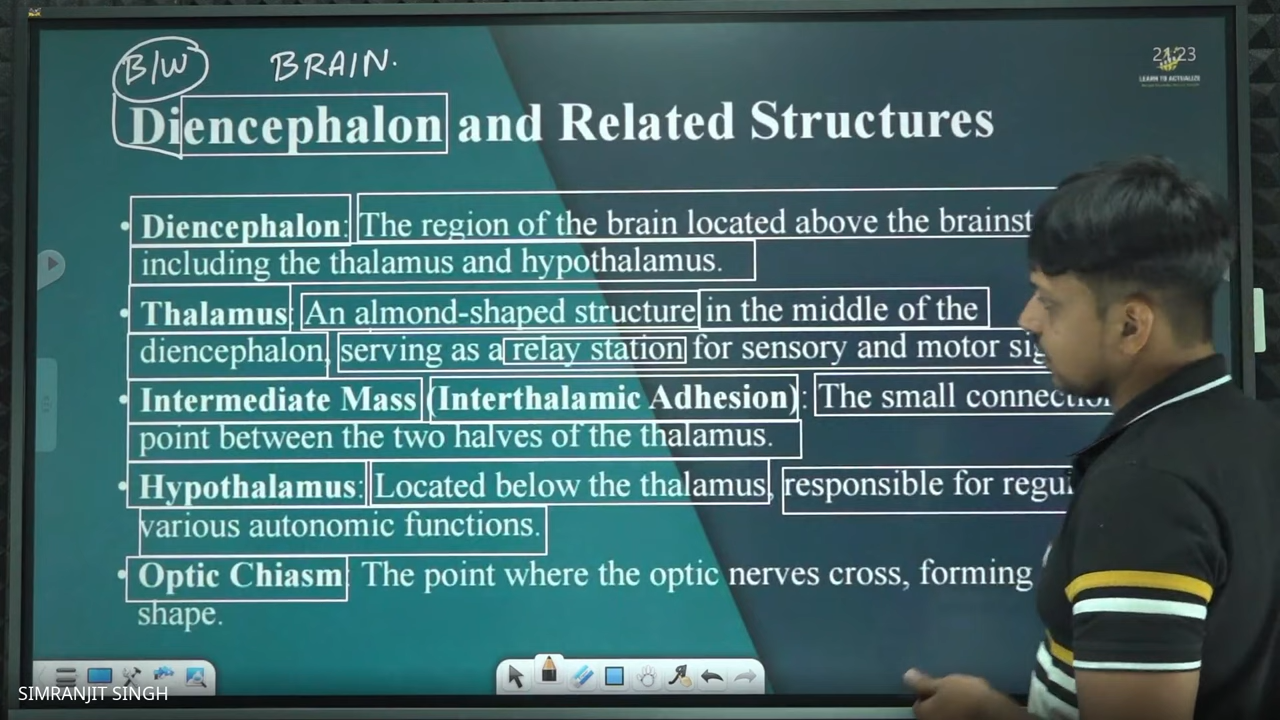 B/W BRAIN.
21:23
LEARN TO ACTUALIZE
Diencephalon and Related Structures
• Diencephalon: The region of the brain located above the
including the thalamus and hypothalamus.
• Thalamus: An almond-shaped structure in the middle of the
diencephalon, serving as a relay station for sensory and motor
• Intermediate Mass (Interthalamic Adhesion): The small
point between the two halves of the thalamus.
• Hypothalamus: Located below the thalamus, responsible for
various autonomic functions.
• Optic Chiasm: The point where the optic nerves cross, forming
shape.
SIMRANJIT SINGH